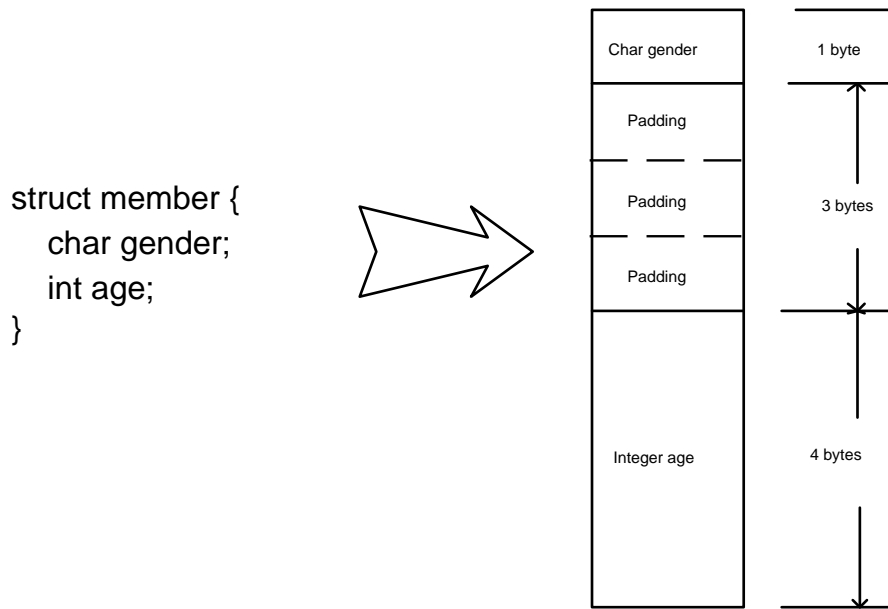 struct member {
char gender;
int age;
}
Char gender
1 byte
Padding
Padding
3 bytes
Padding
Integer age
4 bytes